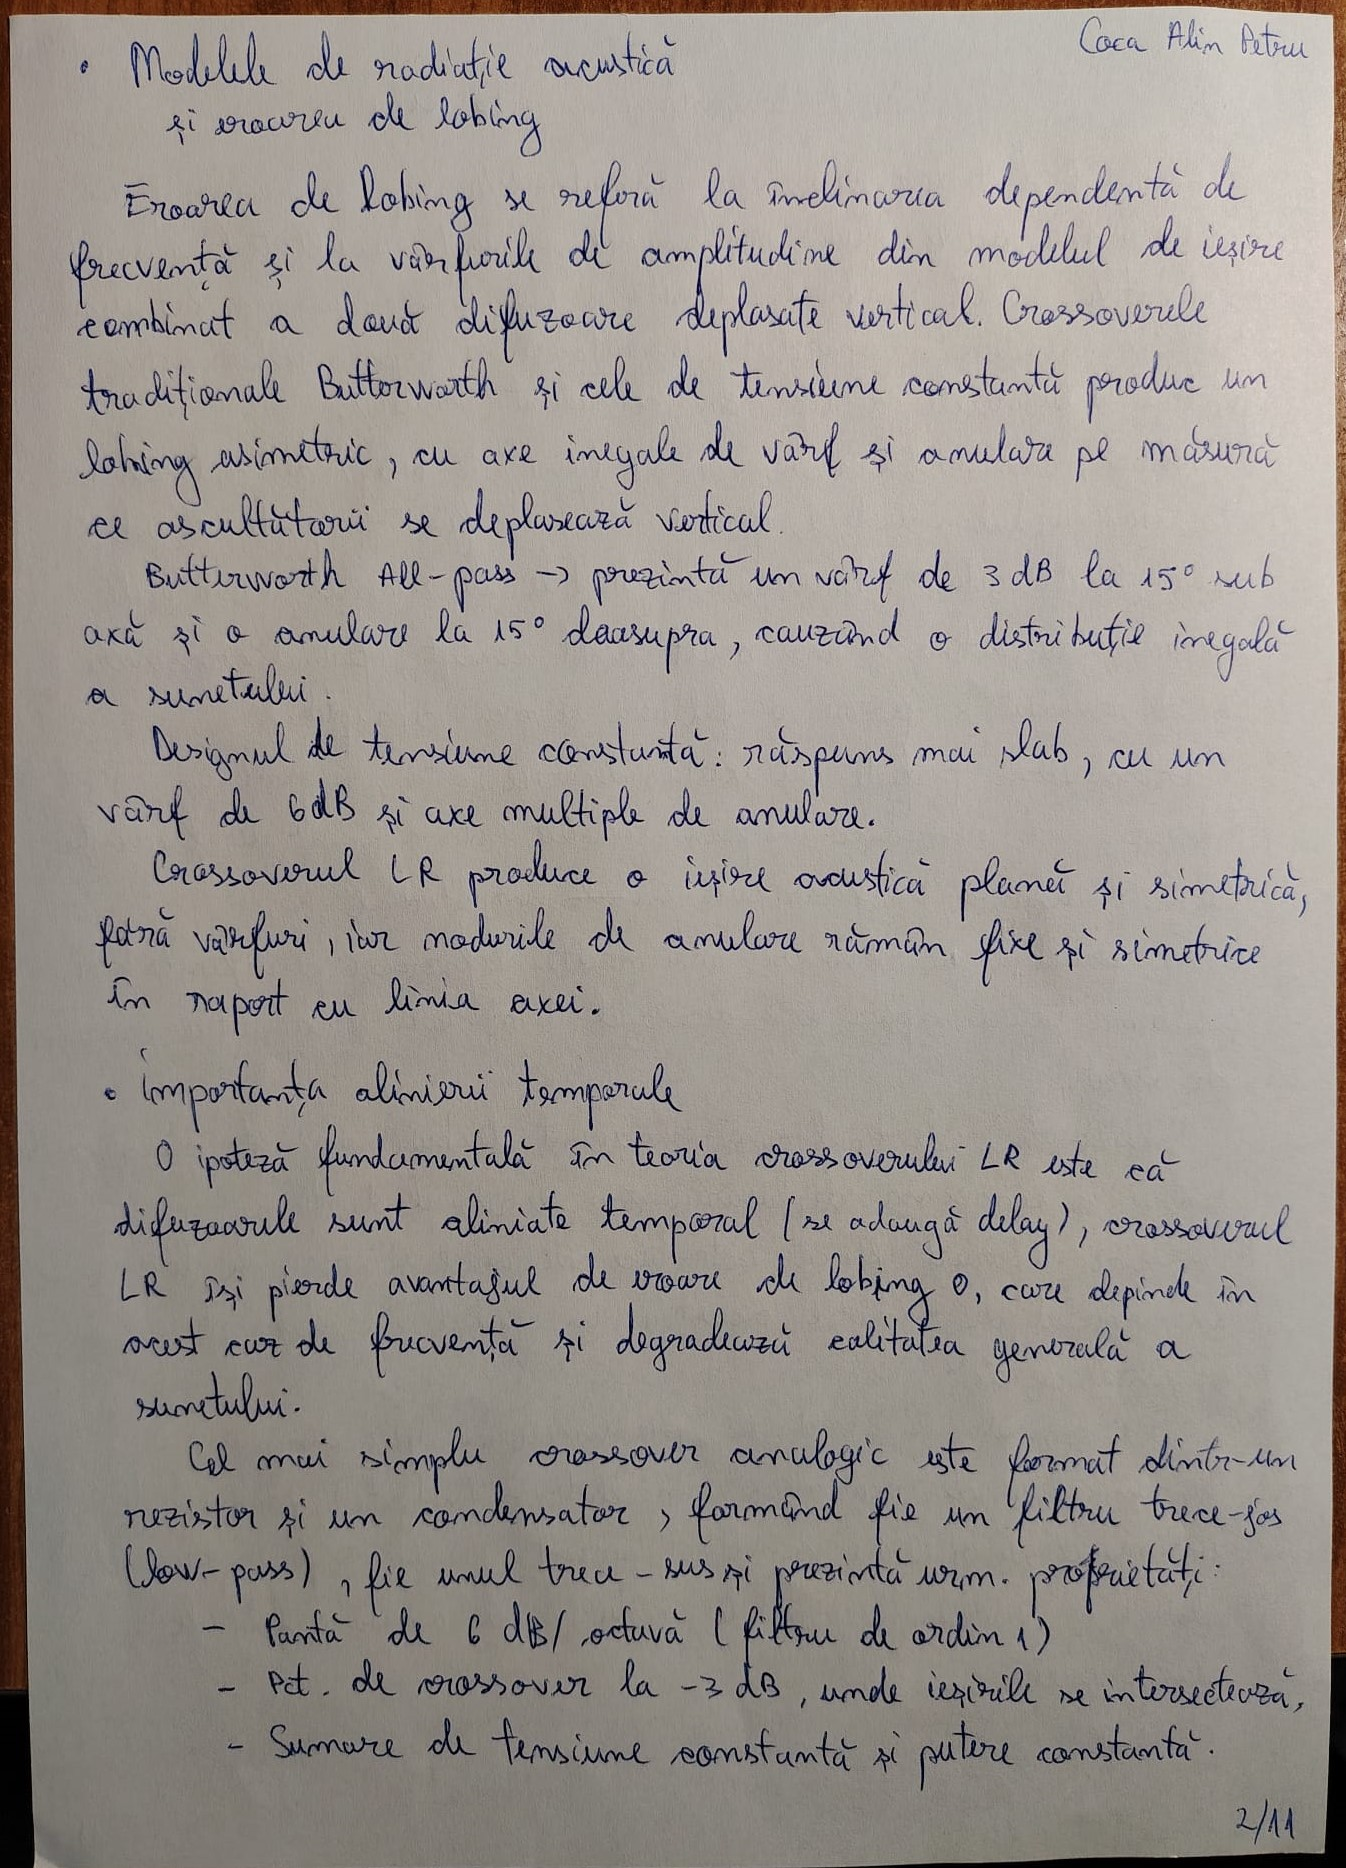 Coca Alin Petru
• Modelele de radiație acustică
și eroarea de lobing
Eroarea de lobing se referă la înclinarea dependentă de
frecvență și la vârfurile de amplitudine din modelul de ieșire
combinat a două difuzoare deplasate vertical. Crossoverele
tradiționale Butterworth și cele de tensiune constantă produc un
lobing asimetric, cu axe inegale de vârf și anulare pe măsură
ce ascultătorii se deplasează vertical.
Butterworth All-pass -> prezintă un vârf de 3 dB la 15° sub
axă și o anulare la 15° deasupra, cauzând o distribuție inegală
a sunetului.
Designul de tensiune constantă: răspuns mai slab, cu un
vârf de 6 dB și axe multiple de anulare.
Crossoverul LR produce o ieșire acustică plană și simetrică,
fără vârfuri, iar nodurile de anulare rămân fixe și simetrice
în raport cu linia axei.
• Importanța alinierii temporale
O ipoteză fundamentală în teoria crossoverului LR este că
difuzoarele sunt aliniate temporal (se adaugă delay), crossoverul
LR își pierde avantajul de eroare de lobing 0, care depinde în
acest caz de frecvență și degradează calitatea generală a
sunetului.
Cel mai simplu crossover analogic este format dintr-un
rezistor și un condensator, formând fie un filtru trece-jos
(low-pass), fie unul trece-sus și prezintă urm. proprietăți:
- Pantă de 6 dB/octavă (filtru de ordin 1)
- Pct. de crossover la -3 dB, unde ieșirile se intersectează,
- Sumare de tensiune constantă și putere constantă.
2/11